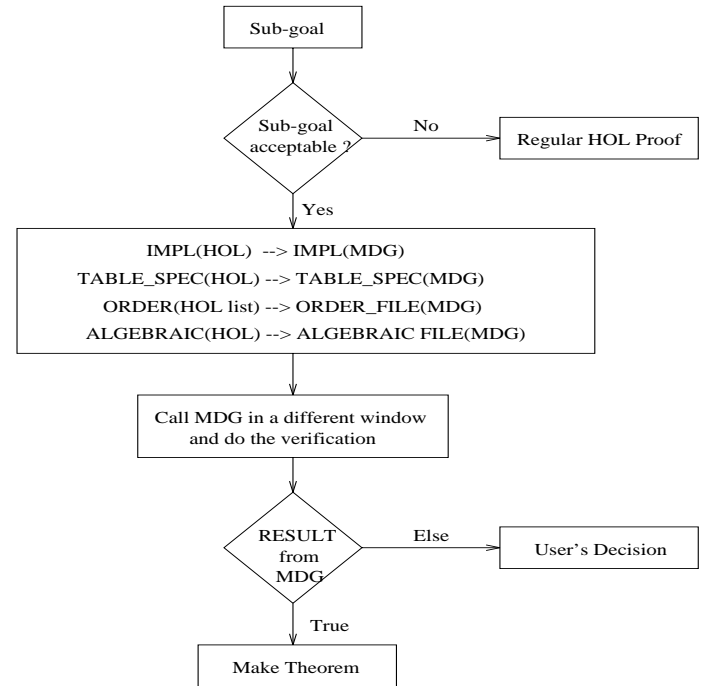 Sub-goal
Sub-goal
acceptable ?
No
Regular HOL Proof
Yes
IMPL(HOL) --> IMPL(MDG)
TABLE_SPEC(HOL) --> TABLE_SPEC(MDG)
ORDER(HOL list) --> ORDER_FILE(MDG)
ALGEBRAIC(HOL) --> ALGEBRAIC FILE(MDG)
Call MDG in a different window
and do the verification
RESULT
from
MDG
Else
User's Decision
True
Make Theorem